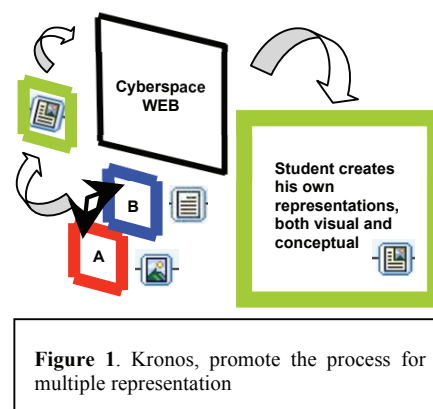 Cyberspace
WEB
B
A
Student creates
his own
representations,
both visual and
conceptual
Figure 1. Kronos, promote the process for
multiple representation